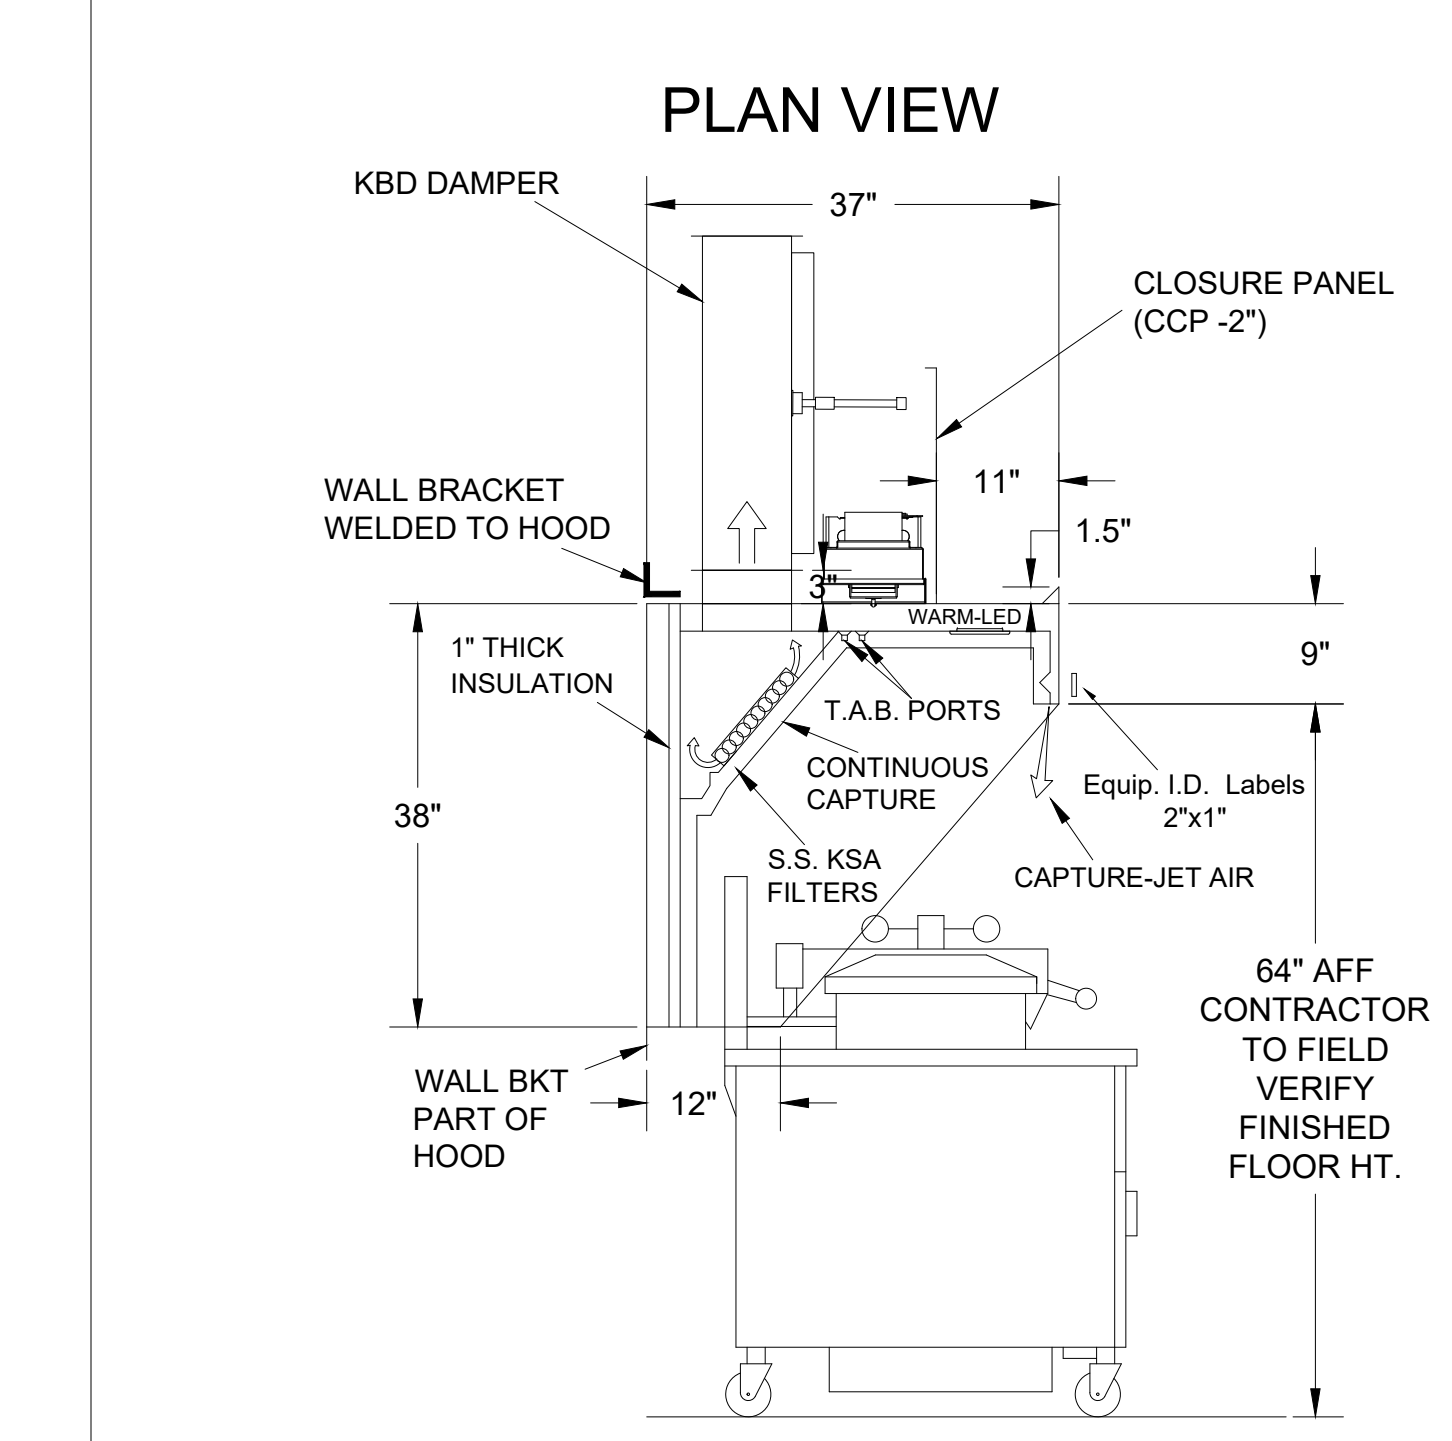 PLAN VIEW
KBD DAMPER
37"
CLOSURE PANEL
(CCP -2")
11"
WALL BRACKET
WELDED TO HOOD
1.5"
3"
WARM-LED
1" THICK
INSULATION
9"
T.A.B. PORTS
CONTINUOUS
CAPTURE
Equip. I.D. Labels
2"x1"
38"
S.S. KSA
FILTERS
CAPTURE-JET AIR
64" AFF
CONTRACTOR
TO FIELD
VERIFY
FINISHED
FLOOR HT.
WALL BKT
PART OF
HOOD
12"